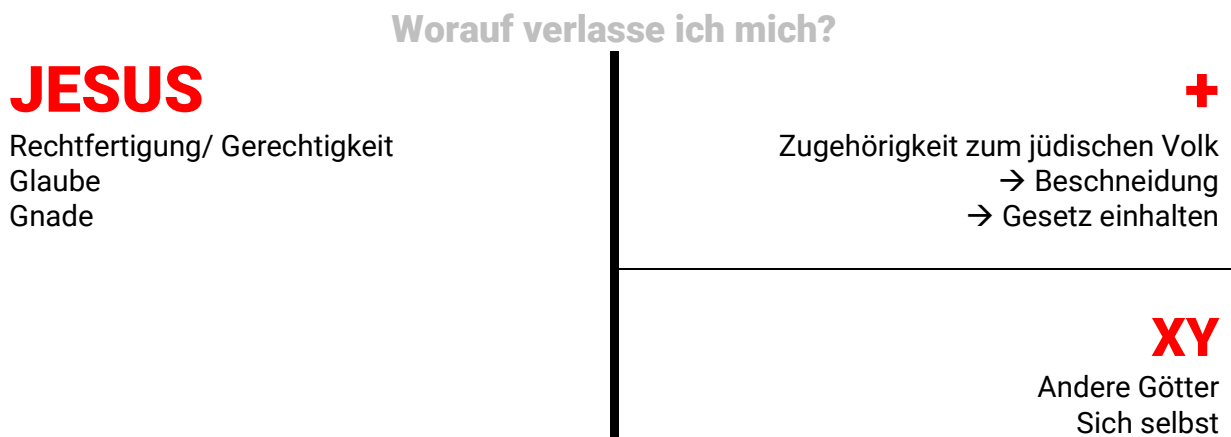 Worauf verlasse ich mich?
JESUS
Rechtfertigung/ Gerechtigkeit
Glaube
Gnade
+
Zugehörigkeit zum jüdischen Volk
→ Beschneidung
→ Gesetz einhalten
XY
Andere Götter
Sich selbst